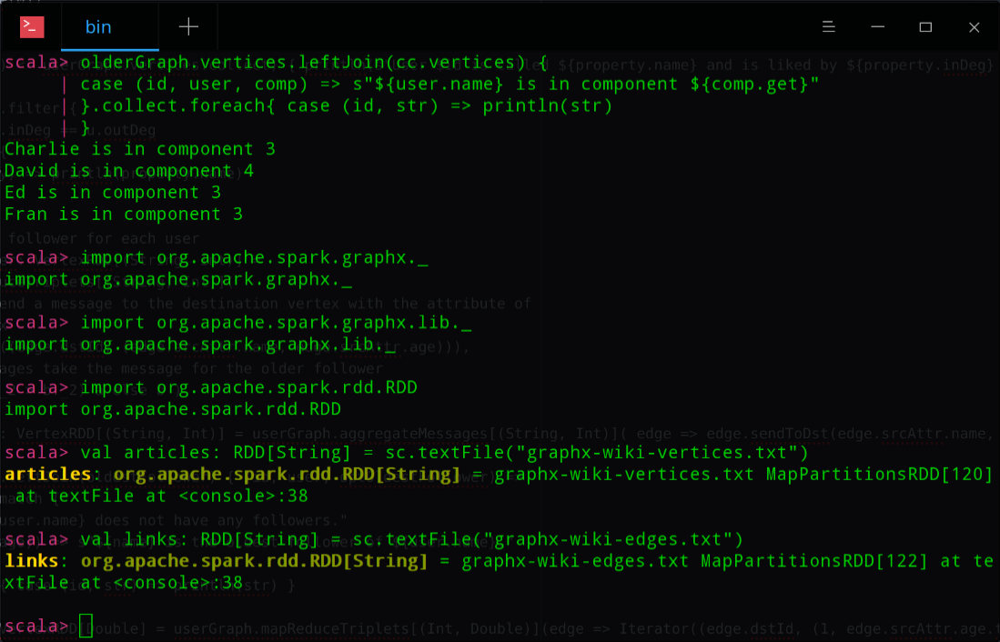 bin
scala> olderGraph.vertices.leftJoin(cc.vertices) {
| case (id, user, comp) => s"${user.name} is in component ${comp.get}"
| }.collect.foreach{ case (id, str) => println(str)
| }
Charlie is in component 3
David is in component 4
Ed is in component 3
Fran is in component 3
scala> import org.apache.spark.graphx._
import org.apache.spark.graphx._
scala> import org.apache.spark.graphx.lib._
import org.apache.spark.graphx.lib._
scala> import org.apache.spark.rdd.RDD
import org.apache.spark.rdd.RDD
scala> val articles: RDD[String] = sc.textFile("graphx-wiki-vertices.txt")
articles: org.apache.spark.rdd.RDD[String] = graphx-wiki-vertices.txt MapPartitionsRDD[120]
at textFile at <console>:38
scala> val links: RDD[String] = sc.textFile("graphx-wiki-edges.txt")
links: org.apache.spark.rdd.RDD[String] = graphx-wiki-edges.txt MapPartitionsRDD[122] at te
xtFile at <console>:38
scala>